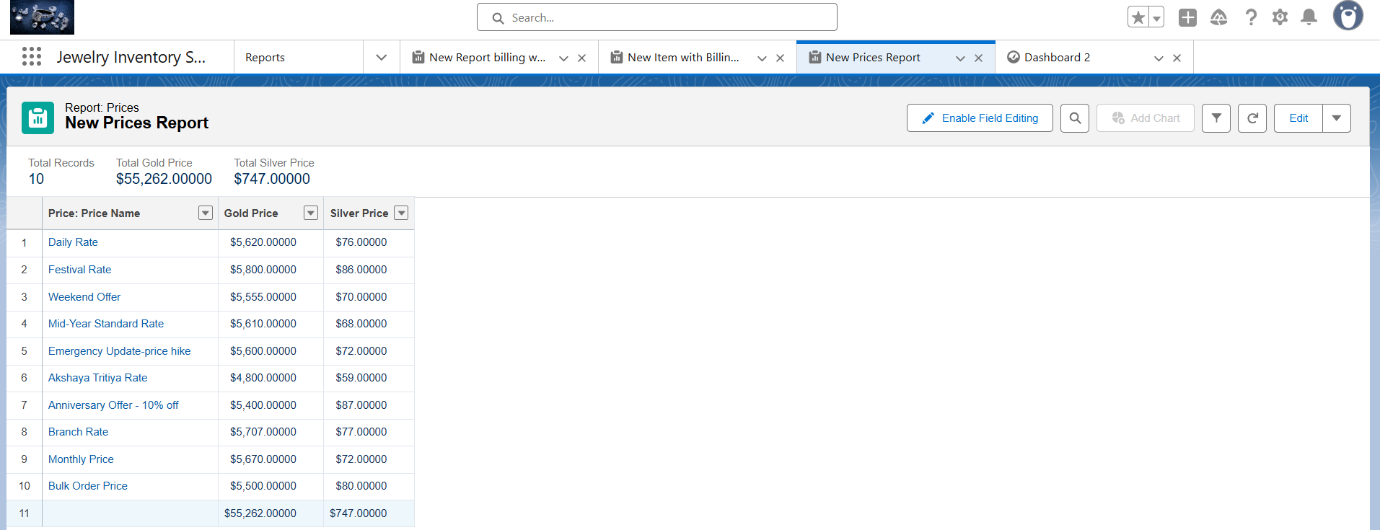 Search...
Jewelry Inventory S...
Reports
New Report billing w...
New Item with Billin...
New Prices Report
Dashboard 2
Report: Prices
New Prices Report
Enable Field Editing
Add Chart
Edit
Total Records Total Gold Price Total Silver Price
10 $55,262.00000 $747.00000
Price: Price Name Gold Price Silver Price
1 Daily Rate $5,620.00000 $76.00000
2 Festival Rate $5,800.00000 $86.00000
3 Weekend Offer $5,555.00000 $70.00000
4 Mid-Year Standard Rate $5,610.00000 $68.00000
5 Emergency Update-price hike $5,600.00000 $72.00000
6 Akshaya Tritiya Rate $4,800.00000 $59.00000
7 Anniversary Offer - 10% off $5,400.00000 $87.00000
8 Branch Rate $5,707.00000 $77.00000
9 Monthly Price $5,670.00000 $72.00000
10 Bulk Order Price $5,500.00000 $80.00000
11 $55,262.00000 $747.00000